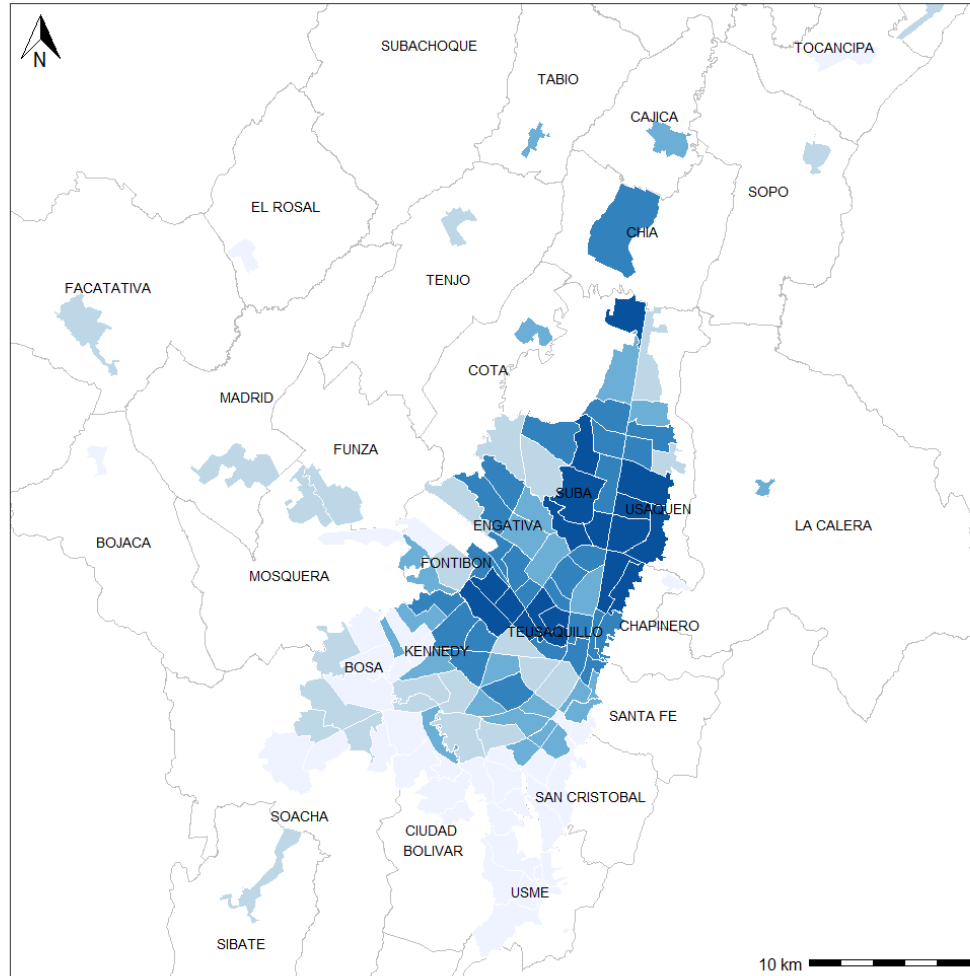 SUBACHOQUE
TOCANCIPA
N
TABIO
CAJICA
SOPO
EL ROSAL
CHIA
TENJO
FACATATIVA
COTA
MADRID
FUNZA
SUBA
USAQUEN
ENGATIVA
LA CALERA
BOJACA
FONTIBON
MOSQUERA
CHAPINERO
TEUSAQUILLO
KENNEDY
BOSA
SANTA FE
SAN CRISTOBAL
SOACHA
CIUDAD
BOLIVAR
USME
SIBATE
10 km